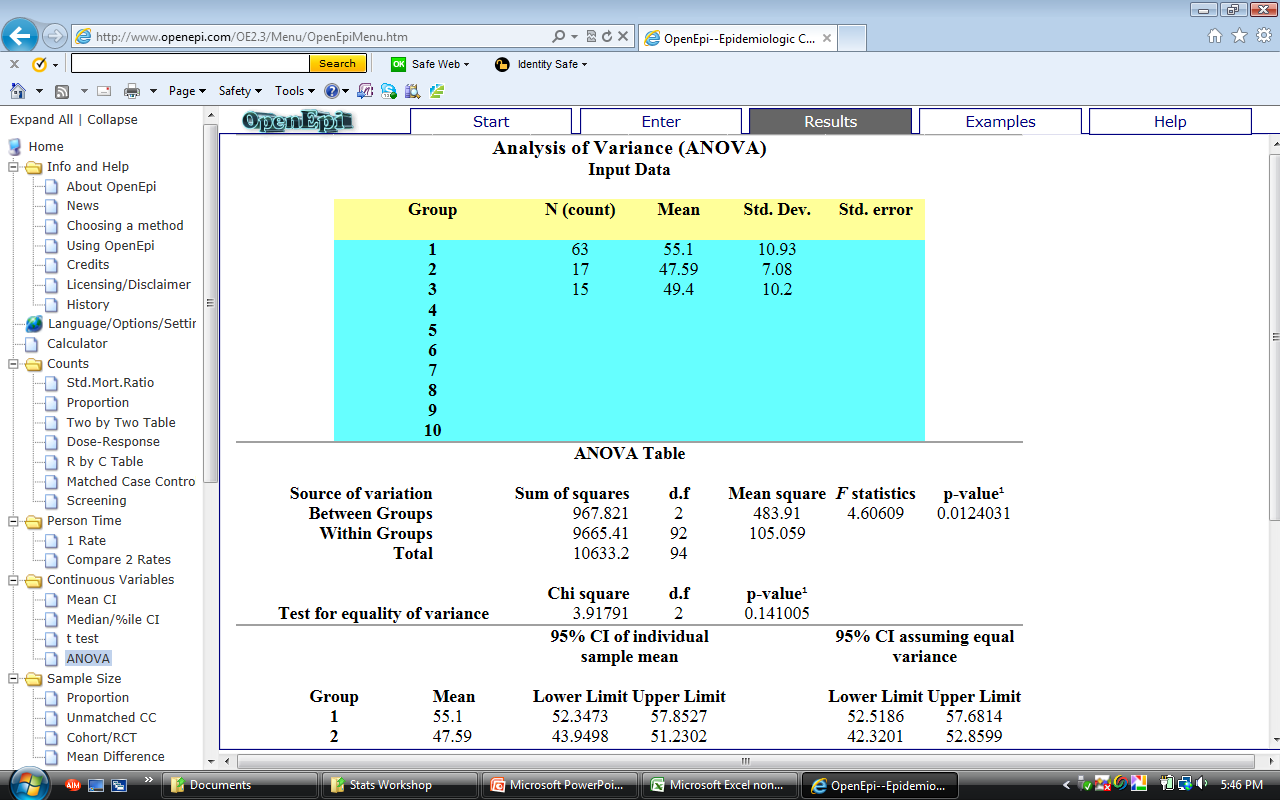 http://www.openepi.com/OE2.3/Menu/OpenEpiMenu.htm
OpenEpi--Epidemiologic C...
Search
OK Safe Web
Identity Safe
Page Safety Tools
Expand All | Collapse
Home
Info and Help
About OpenEpi
News
Choosing a method
Using OpenEpi
Credits
Licensing/Disclaimer
History
Language/Options/Settin
Calculator
Counts
Std.Mort.Ratio
Proportion
Two by Two Table
Dose-Response
R by C Table
Matched Case Contro
Screening
Person Time
1 Rate
Compare 2 Rates
Continuous Variables
Mean CI
Median/%ile CI
t test
ANOVA
Sample Size
Proportion
Unmatched CC
Cohort/RCT
Mean Difference
OpenEpi
Start Enter Results Examples Help
Analysis of Variance (ANOVA)
Input Data
Group N (count) Mean Std. Dev. Std. error
1 63 55.1 10.93
2 17 47.59 7.08
3 15 49.4 10.2
4
5
6
7
8
9
10
ANOVA Table
Source of variation Sum of squares d.f Mean square F statistics p-value¹
Between Groups 967.821 2 483.91 4.60609 0.0124031
Within Groups 9665.41 92 105.059
Total 10633.2 94
Chi square d.f p-value¹
Test for equality of variance 3.91791 2 0.141005
95% CI of individual 95% CI assuming equal
sample mean variance
Group Mean Lower Limit Upper Limit Lower Limit Upper Limit
1 55.1 52.3473 57.8527 52.5186 57.6814
2 47.59 43.9498 51.2302 42.3201 52.8599
AIM
Documents
Stats Workshop
Microsoft PowerPoi...
Microsoft Excel non...
OpenEpi--Epidemio...
5:46 PM